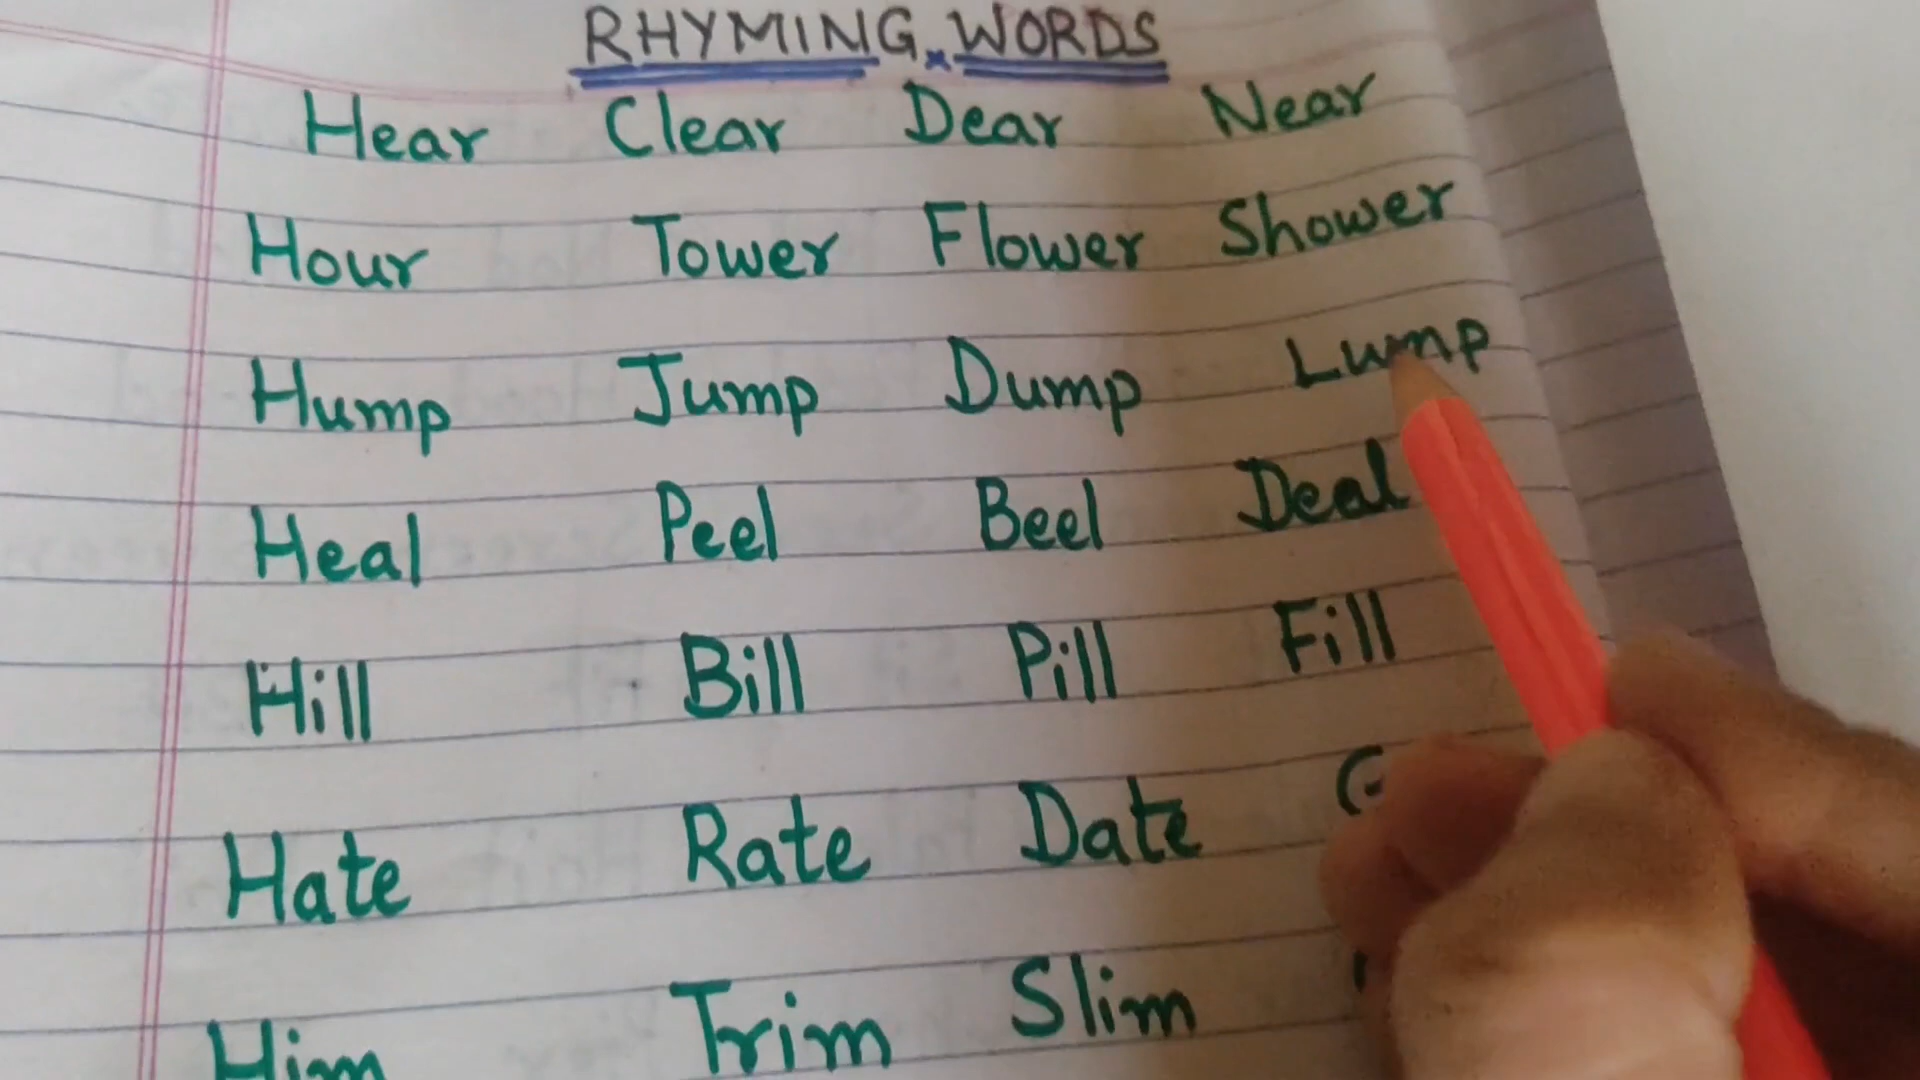 RHYMING WORDS
Hear Clear Dear Near
Hour Tower Flower Shower
Hump Jump Dump Lump
Heal Peel Beel Deal
Hill Bill Pill Fill
Hate Rate Date
Him Trim Slim